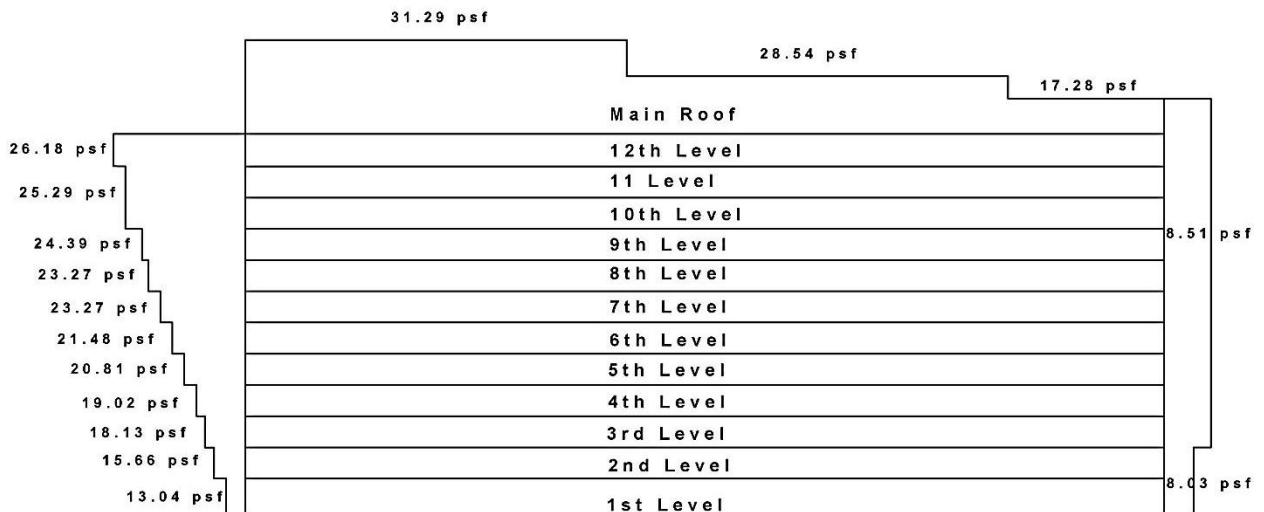 31.29 psf
28.54 psf
17.28 psf
Main Roof
26.18 psf
12th Level
25.29 psf
11 Level
10th Level
8.51 psf
24.39 psf
9th Level
23.27 psf
8th Level
23.27 psf
7th Level
21.48 psf
6th Level
20.81 psf
5th Level
19.02 psf
4th Level
18.13 psf
3rd Level
15.66 psf
2nd Level
8.03 psf
13.04 psf
1st Level